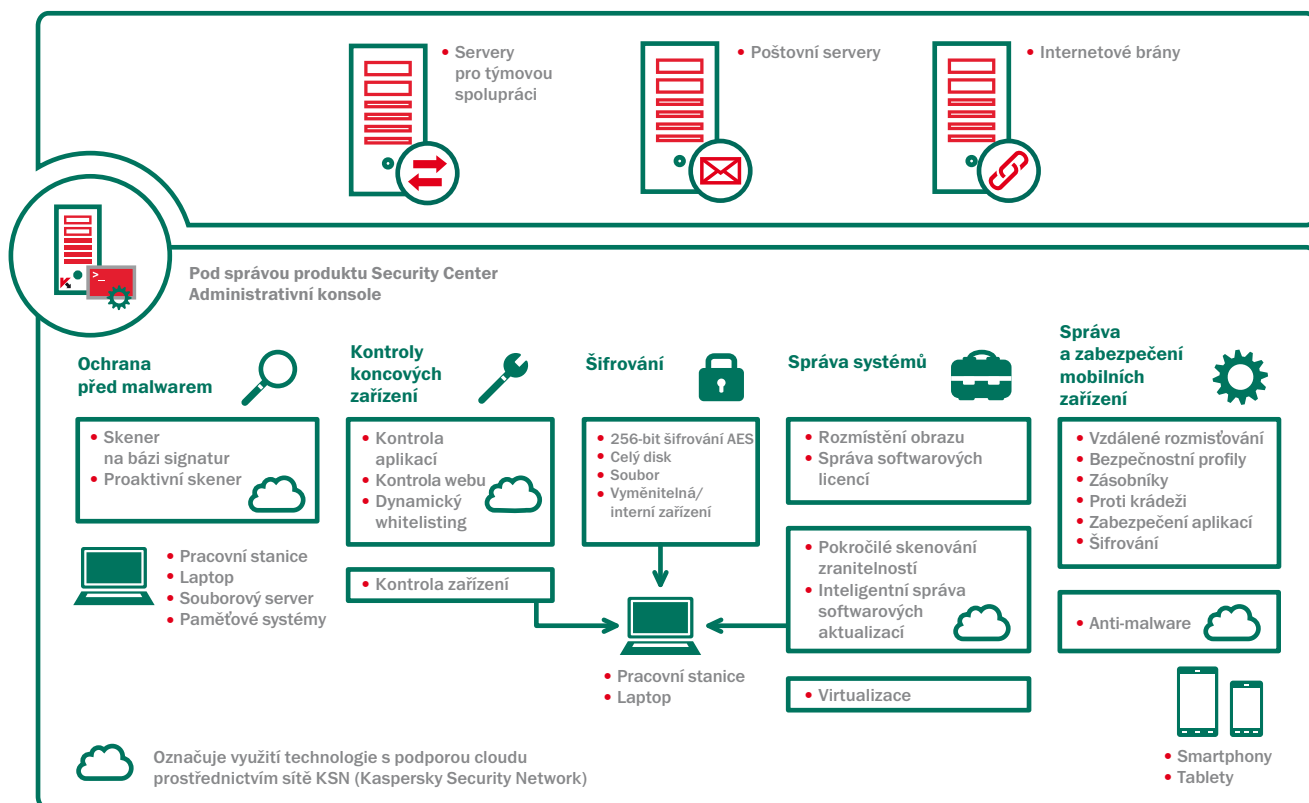 • Servery
pro týmovou
spolupráci
• Poštovní servery
• Internetové brány
>_
Pod správou produktu Security Center
Administrativní konsole
Ochrana
před malwarem
• Skener
na bázi signatur
• Proaktivní skener
• Pracovní stanice
• Laptop
• Souborový server
• Paměťové systémy
Kontroly
koncových
zařízení
• Kontrola
aplikací
• Kontrola webu
• Dynamický
whitelisting
• Kontrola zařízení
Šifrování
• 256-bit šifrování AES
• Celý disk
• Soubor
• Vyměnitelná/
interní zařízení
• Pracovní stanice
• Laptop
Správa systémů
• Rozmístění obrazu
• Správa softwarových
licencí
• Pokročilé skenování
zranitelností
• Inteligentní správa
softwarových
aktualizací
• Virtualizace
Správa
a zabezpečení
mobilních
zařízení
• Vzdálené rozmisťování
• Bezpečnostní profily
• Zásobníky
• Proti krádeži
• Zabezpečení aplikací
• Šifrování
• Anti-malware
• Smartphony
• Tablety
Označuje využití technologie s podporou cloudu
prostřednictvím sítě KSN (Kaspersky Security Network)